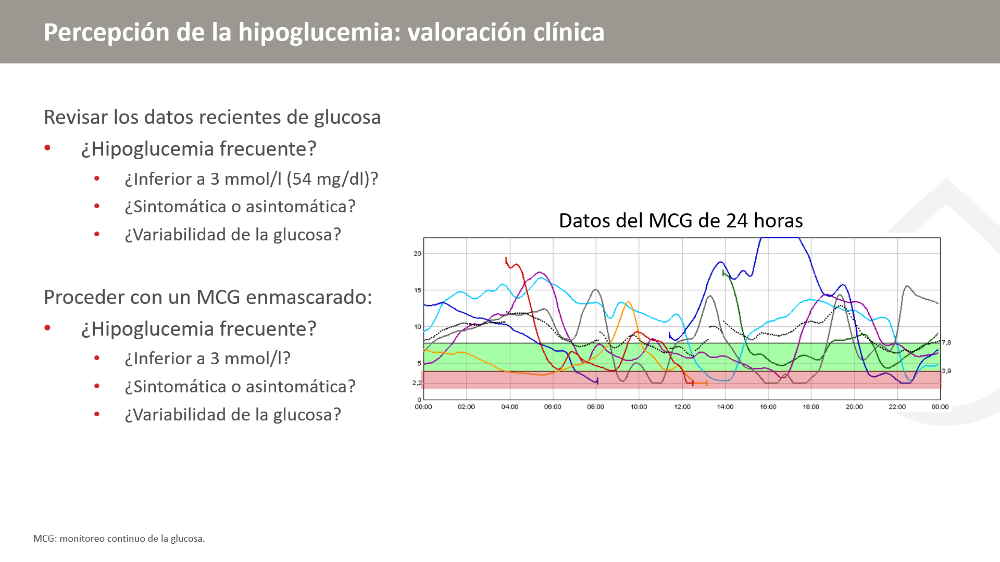 Percepción de la hipoglucemia: valoración clínica
Revisar los datos recientes de glucosa
• ¿Hipoglucemia frecuente?
• ¿Inferior a 3 mmol/l (54 mg/dl)?
• ¿Sintomática o asintomática?
• ¿Variabilidad de la glucosa?
Proceder con un MCG enmascarado:
• ¿Hipoglucemia frecuente?
• ¿Inferior a 3 mmol/l?
• ¿Sintomática o asintomática?
• ¿Variabilidad de la glucosa?
Datos del MCG de 24 horas
20
15
10
7,8
5
3,9
2,2
0
00:00 02:00 04:00 06:00 08:00 10:00 12:00 14:00 16:00 18:00 20:00 22:00 00:00
MCG: monitoreo continuo de la glucosa.